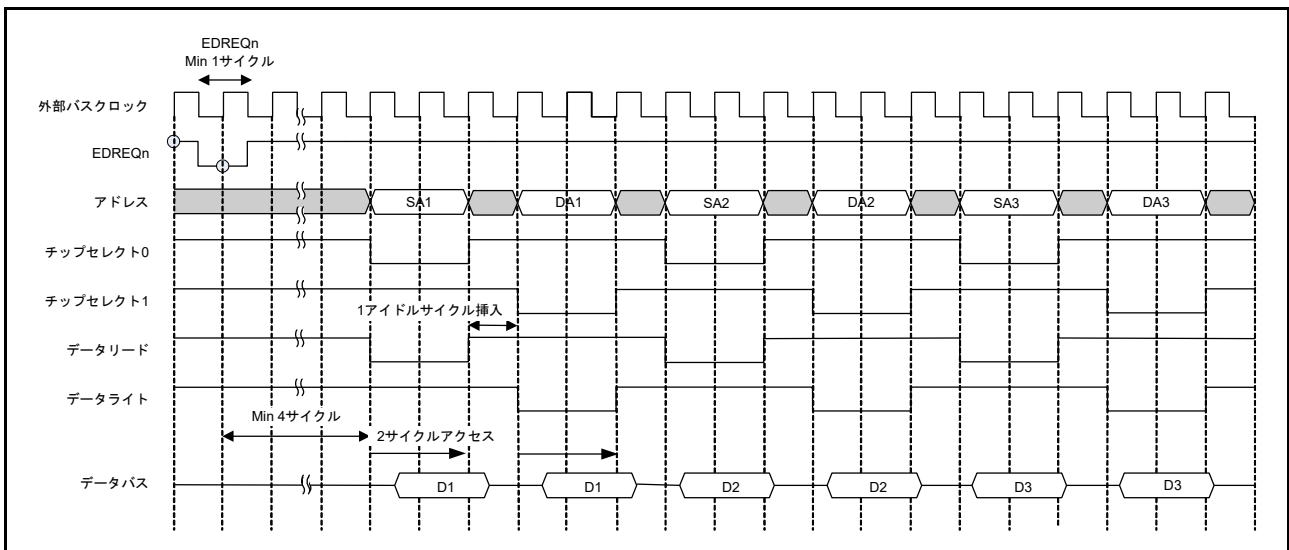 EDREQn
Min 1サイクル
外部バスクロック
EDREQn
アドレス
SA1
DA1
SA2
DA2
SA3
DA3
チップセレクト0
チップセレクト1
1アイドルサイクル挿入
データリード
データライト
Min 4サイクル
2サイクルアクセス
データバス
D1
D1
D2
D2
D3
D3